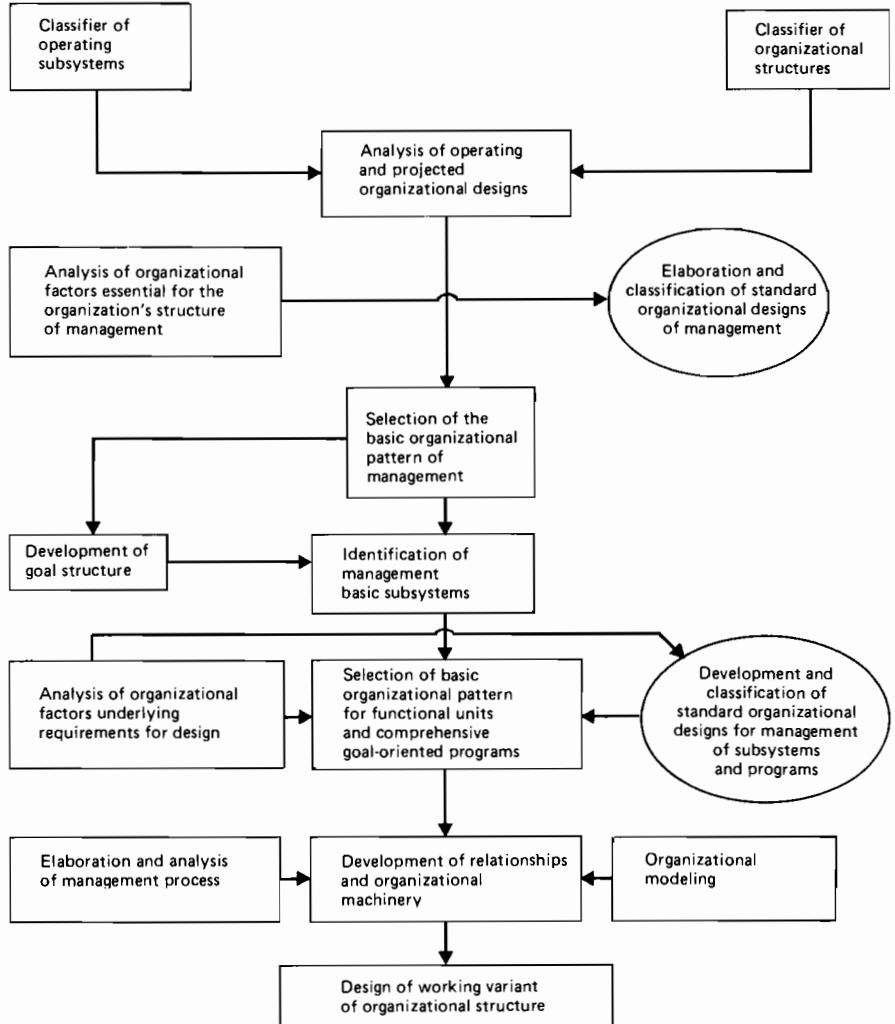 Classifier of
operating
subsystems
Classifier of
organizational
structures
Analysis of operating
and projected
organizational designs
Analysis of organizational
factors essential for the
organization's structure
of management
Elaboration and
classification of standard
organizational designs
of management
Selection of the
basic organizational
pattern of
management
Development of
goal structure
Identification of
management
basic subsystems
Analysis of organizational
factors underlying
requirements for design
Selection of basic
organizational pattern
for functional units
and comprehensive
goal-oriented programs
Development and
classification of
standard organizational
designs for management
of subsystems
and programs
Elaboration and analysis
of management process
Development of relationships
and organizational
machinery
Organizational
modeling
Design of working variant
of organizational structure